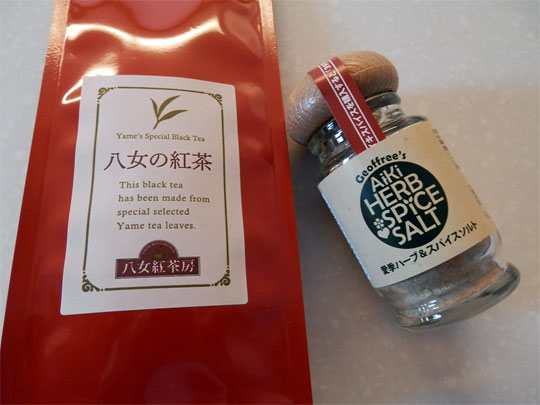 Yame's Special Black Tea
八女の紅茶
This black tea
has been made from
special selected
Yame tea leaves.
八女紅茶房
Geoffree's
AiKi
HERB
SPiCE
SALT
愛季ハーブ&スパイスソルト